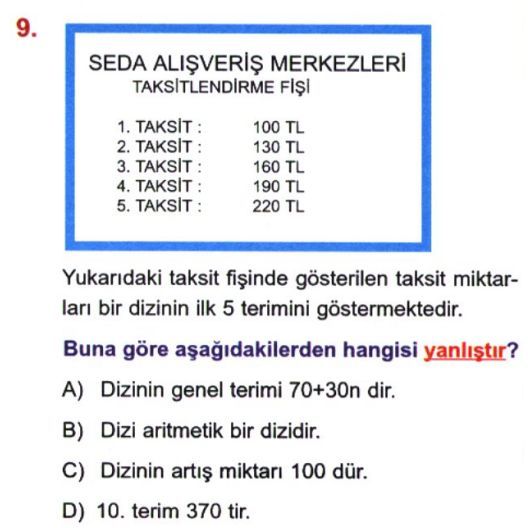 9.
SEDA ALIŞVERİŞ MERKEZLERİ
TAKSİTLENDİRME FİŞİ
1. TAKSİT : 100 TL
2. TAKSİT : 130 TL
3. TAKSİT : 160 TL
4. TAKSİT : 190 TL
5. TAKSİT : 220 TL
Yukarıdaki taksit fişinde gösterilen taksit miktar-
ları bir dizinin ilk 5 terimini göstermektedir.
Buna göre aşağıdakilerden hangisi yanlıştır?
A) Dizinin genel terimi 70+30n dir.
B) Dizi aritmetik bir dizidir.
C) Dizinin artış miktarı 100 dür.
D) 10. terim 370 tir.